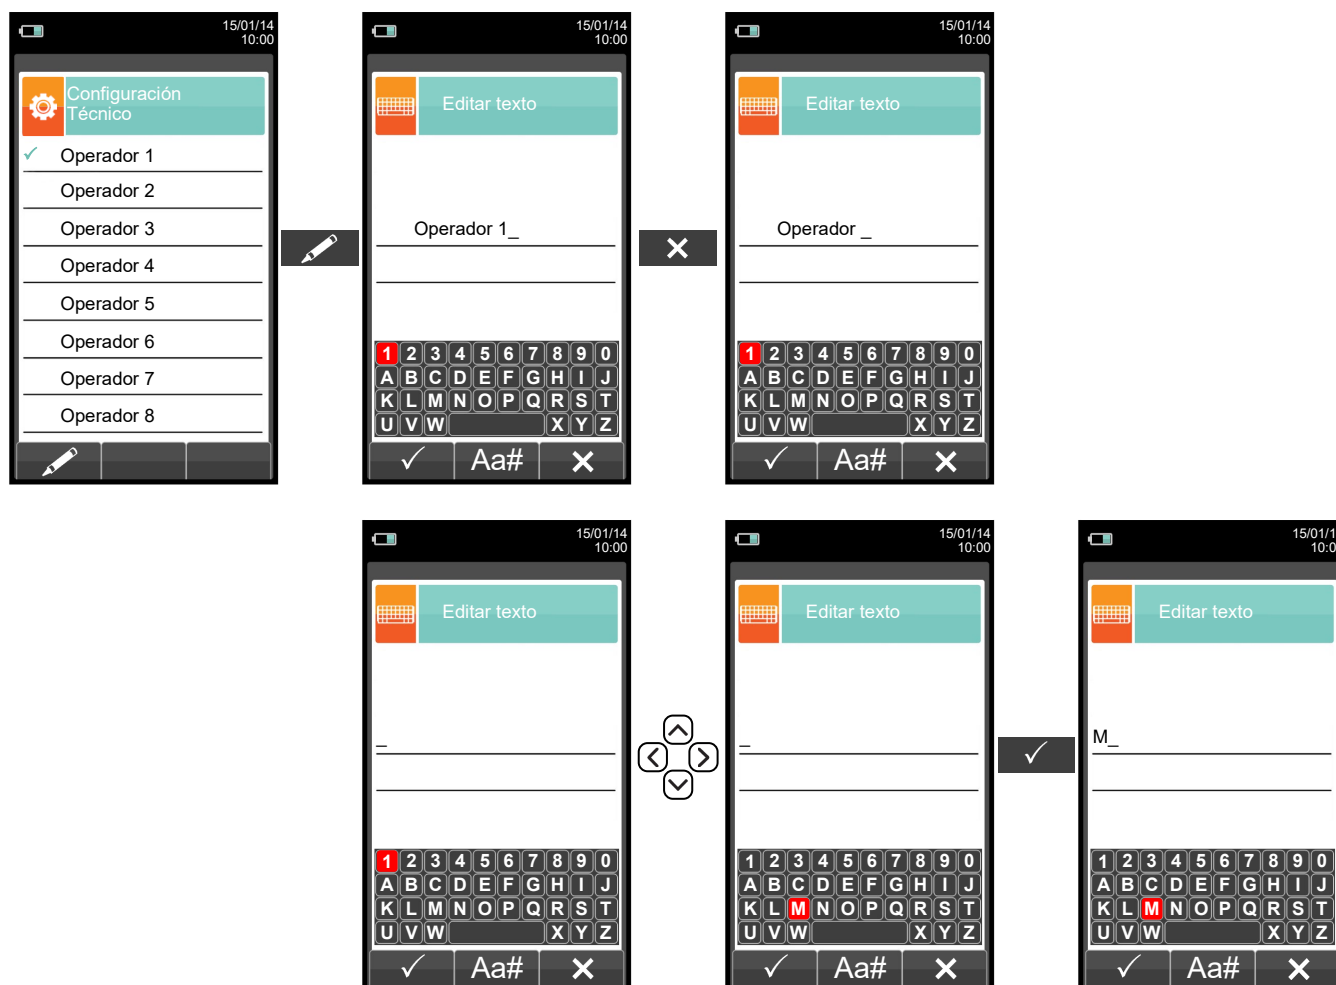 15/01/14
10:00
Configuración
Técnico
Operador 1
Operador 2
Operador 3
Operador 4
Operador 5
Operador 6
Operador 7
Operador 8
15/01/14
10:00
Editar texto
Operador 1_
1 2 3 4 5 6 7 8 9 0
A B C D E F G H I J
K L M N O P Q R S T
U V W X Y Z
Aa#
15/01/14
10:00
Editar texto
Operador _
1 2 3 4 5 6 7 8 9 0
A B C D E F G H I J
K L M N O P Q R S T
U V W X Y Z
Aa#
15/01/14
10:00
Editar texto
_
1 2 3 4 5 6 7 8 9 0
A B C D E F G H I J
K L M N O P Q R S T
U V W X Y Z
Aa#
15/01/14
10:00
Editar texto
_
1 2 3 4 5 6 7 8 9 0
A B C D E F G H I J
K L M N O P Q R S T
U V W X Y Z
Aa#
15/01/1
10:0
Editar texto
M_
1 2 3 4 5 6 7 8 9 0
A B C D E F G H I J
K L M N O P Q R S T
U V W X Y Z
Aa#